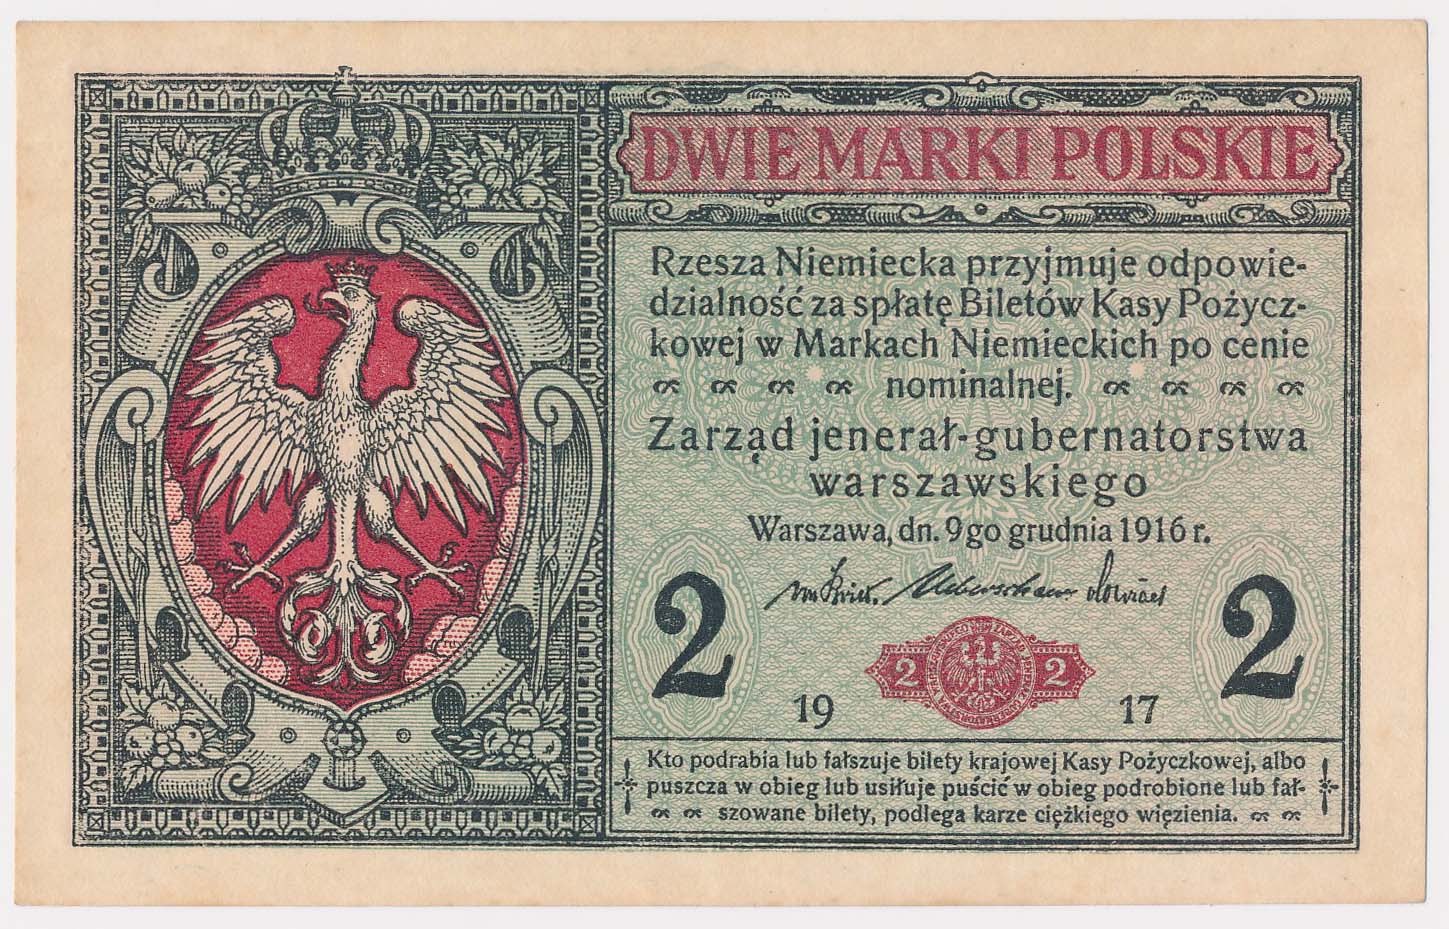 DWIE MARKI POLSKIE
Rzesza Niemiecka przyjmuje odpowie-
dzialność za spłatę Biletów Kasy Pożycz-
kowej w Markach Niemieckich po cenie
nominalnej.
Zarząd jenerał-gubernatorstwa
warszawskiego
Warszawa, dn. 9go grudnia 1916 r.
2 2
2 2
19 17
Kto podrabia lub fałszuje bilety krajowej Kasy Pożyczkowej, albo
puszcza w obieg lub usiłuje puścić w obieg podrobione lub fał-
szowane bilety, podlega karze ciężkiego więzienia.